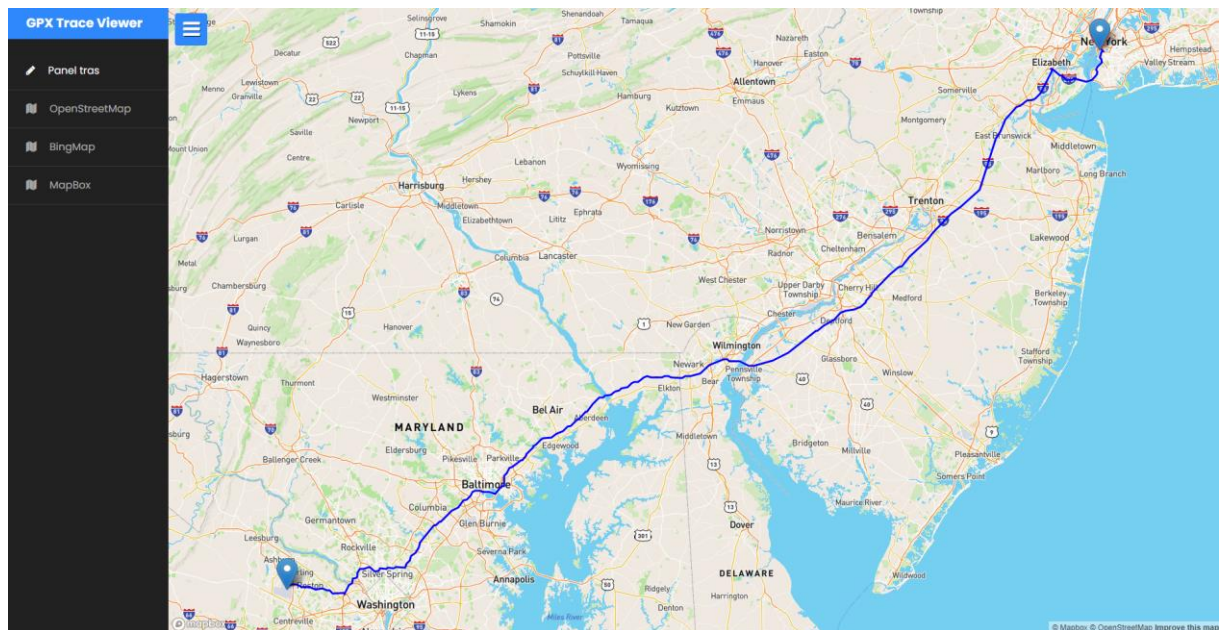 GPX Trace Viewer
Panel tras
OpenStreetMap
BingMap
MapBox
Selinsgrove
Shamokin
Shenandoah
Tamaqua
Township
Decatur
Chapman
Pottsville
Nazareth
Easton
Hanover
New York
Hempstead
Lewistown
Granville
Menno
Schuylkill Haven
Allentown
Elizabeth
Valley Stream
Newport
Lykens
Hamburg
Kutztown
Emmaus
Somerville
Saville
Montgomery
East Brunswick
Middletown
Mount Union
Centre
Lebanon
Wyomissing
Marlboro
Long Branch
Harrisburg
Hershey
Carlisle
Middletown
Elizabethtown
Lititz
Ephrata
Trenton
Lurgan
Norristown
Bensalem
Lakewood
Metal
Columbia
Lancaster
Radnor
Cheltenham
Chambersburg
West Chester
Upper Darby
Township
Cherry Hill
Medford
Berkeley
Township
Quincy
Hanover
New Garden
Chester
Deptford
Waynesboro
Wilmington
Stafford
Township
Hagerstown
Thurmont
Newark
Elkton
Bear
Pennsville
Township
Glassboro
Winslow
Westminster
Bel Air
Aberdeen
MARYLAND
Ballenger Creek
Eldersburg
Pikesville
Parkville
Edgewood
Middletown
Bridgeton
Millville
Pleasantville
Somers Point
Baltimore
Columbia
Glen Burnie
Maurice River
Germantown
Leesburg
Rockville
Dover
Severna Park
Silver Spring
Annapolis
DELAWARE
Wildwood
Washington
Ridgely
Harrington
Centreville
Denton
Miles River
mapbox
© Mapbox © OpenStreetMap Improve this map